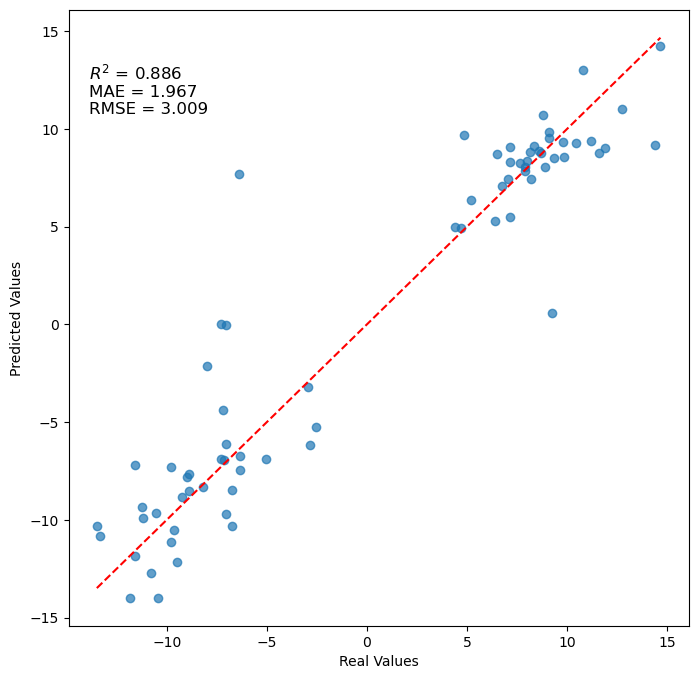 R² = 0.886
MAE = 1.967
RMSE = 3.009
15
10
5
0
−5
−10
−15
Predicted Values
−10 −5 0 5 10 15
Real Values